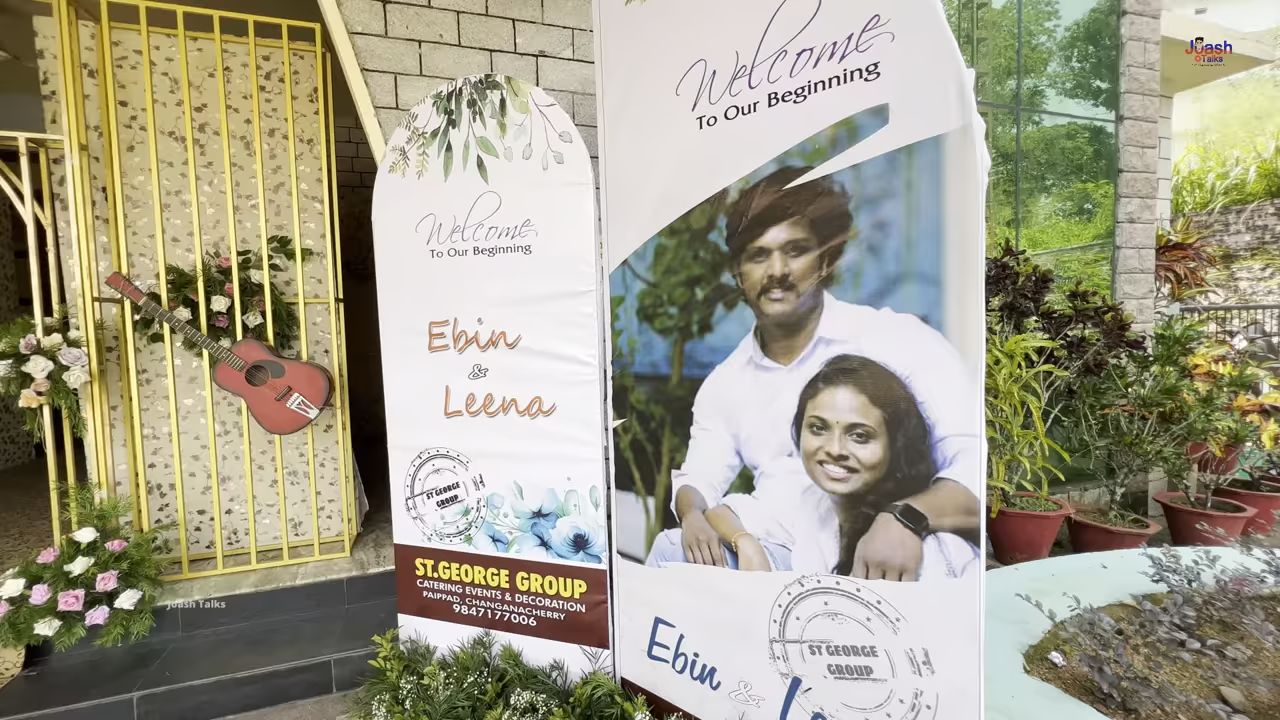 Welcome
To Our Beginning
Ebin
&
Leena
ST GEORGE
GROUP
ST.GEORGE GROUP
CATERING EVENTS & DECORATION
PAIPPAD, CHANGANACHERRY
9847177006
Welcome
To Our Beginning
Ebin
&
ST GEORGE
GROUP
Juash
Talks
Juash Talks